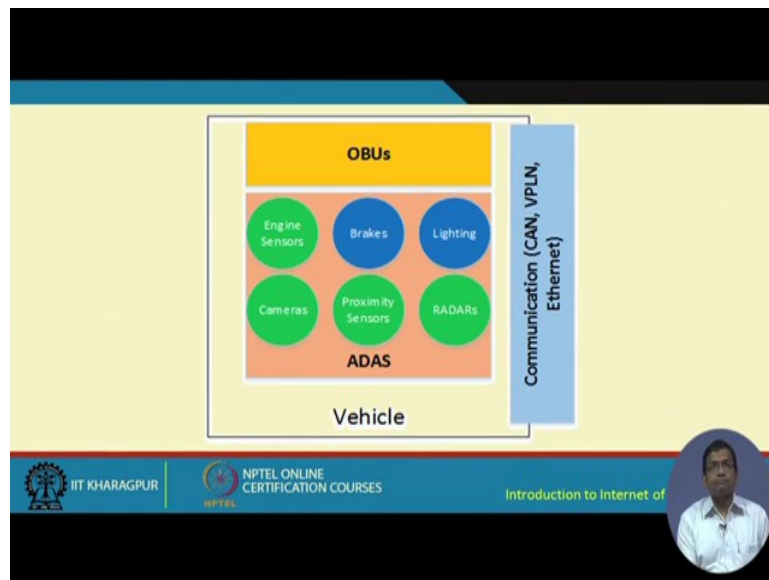 OBUs
Engine
Sensors
Brakes
Lighting
Cameras
Proximity
Sensors
RADARs
ADAS
Vehicle
Communication (CAN, VPLN,
Ethernet)
IIT KHARAGPUR
NPTEL
NPTEL ONLINE
CERTIFICATION COURSES
Introduction to Internet of